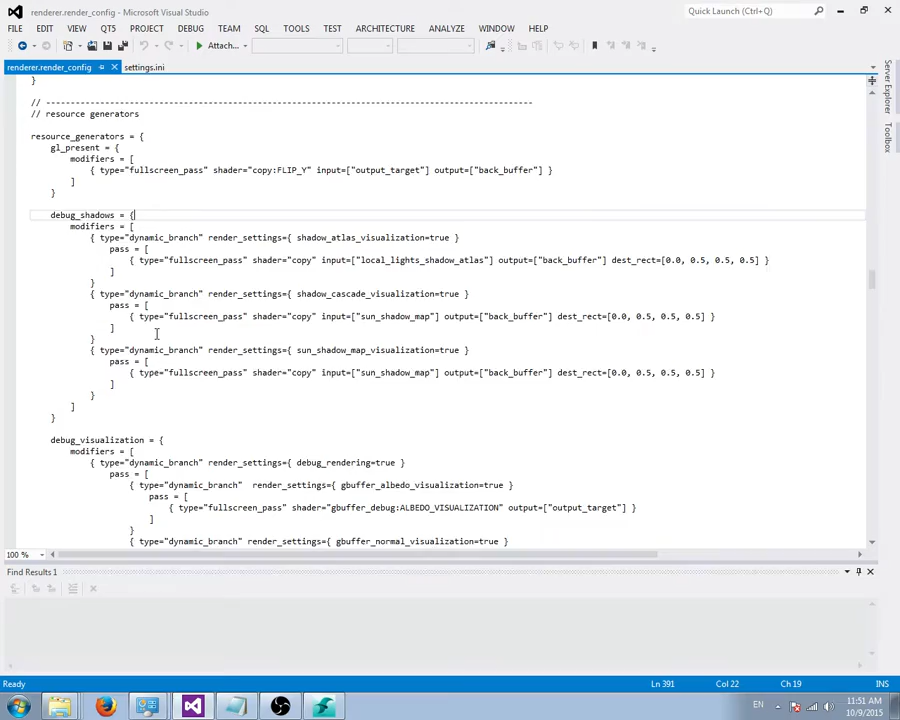 renderer.render_config - Microsoft Visual Studio
Quick Launch (Ctrl+Q)
FILE EDIT VIEW QT5 PROJECT DEBUG TEAM SQL TOOLS TEST ARCHITECTURE ANALYZE WINDOW HELP
Attach...
renderer.render_config settings.ini
Server Explorer
Toolbox
}
// --------------------------------------------------------------------------------------------------
// resource generators
resource_generators = {
gl_present = {
modifiers = [
{ type="fullscreen_pass" shader="copy:FLIP_Y" input=["output_target"] output=["back_buffer"] }
]
}
debug_shadows = {
modifiers = [
{ type="dynamic_branch" render_settings={ shadow_atlas_visualization=true }
pass = [
{ type="fullscreen_pass" shader="copy" input=["local_lights_shadow_atlas"] output=["back_buffer"] dest_rect=[0.0, 0.5, 0.5, 0.5] }
]
}
{ type="dynamic_branch" render_settings={ shadow_cascade_visualization=true }
pass = [
{ type="fullscreen_pass" shader="copy" input=["sun_shadow_map"] output=["back_buffer"] dest_rect=[0.0, 0.5, 0.5, 0.5] }
]
}
{ type="dynamic_branch" render_settings={ sun_shadow_map_visualization=true }
pass = [
{ type="fullscreen_pass" shader="copy" input=["sun_shadow_map"] output=["back_buffer"] dest_rect=[0.0, 0.5, 0.5, 0.5] }
]
}
]
}
debug_visualization = {
modifiers = [
{ type="dynamic_branch" render_settings={ debug_rendering=true }
pass = [
{ type="dynamic_branch"  render_settings={ gbuffer_albedo_visualization=true }
pass = [
{ type="fullscreen_pass" shader="gbuffer_debug:ALBEDO_VISUALIZATION" output=["output_target"] }
]
}
{ type="dynamic_branch" render_settings={ gbuffer_normal_visualization=true }
100 %
Find Results 1
Ready Ln 391 Col 22 Ch 19 INS
EN 11:51 AM
10/9/2015